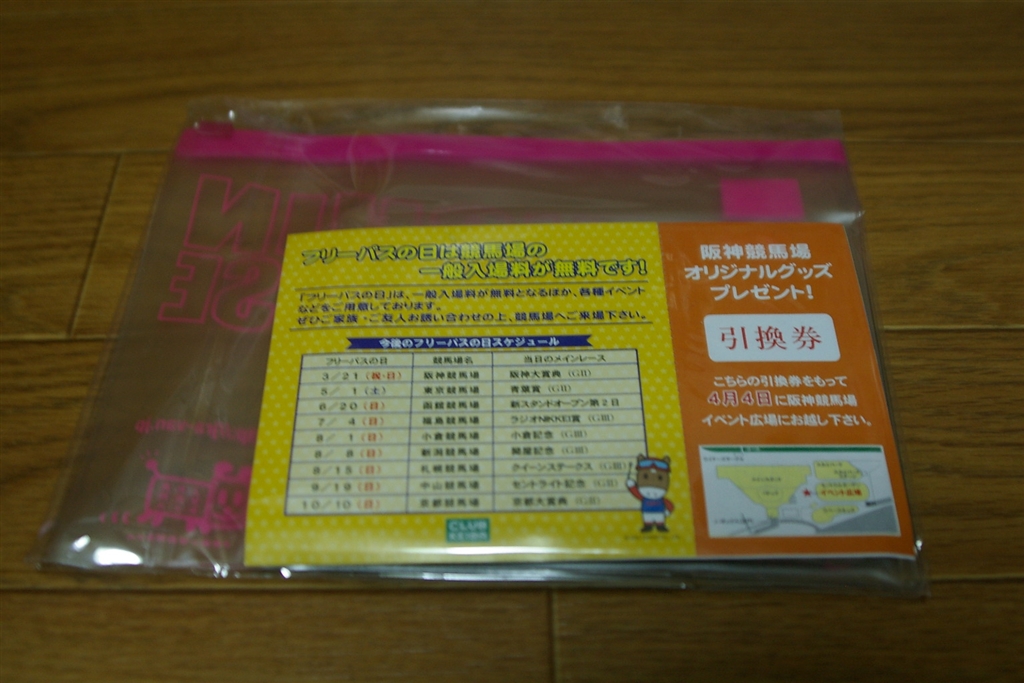 フリーパスの日は競馬場の
一般入場料が無料です!
「フリーパスの日」は、一般入場料が無料となるほか、各種イベント
などをご用意しております。
ぜひご家族・ご友人お誘い合わせの上、競馬場へご来場下さい。
今後のフリーパスの日スケジュール
フリーパスの日 競馬場名 当日のメインレース
3/21(祝・日) 阪神競馬場 阪神大賞典(GII)
5/ 1(土) 東京競馬場 青葉賞(GII)
6/20(日) 函館競馬場 新スタンドオープン第2日
7/ 4(日) 福島競馬場 ラジオNIKKEI賞(GIII)
8/ 1(日) 小倉競馬場 小倉記念(GIII)
8/ 8(日) 新潟競馬場 関屋記念(GIII)
8/15(日) 札幌競馬場 クイーンステークス(GIII)
9/19(日) 中山競馬場 セントライト記念(GII)
10/10(日) 京都競馬場 京都大賞典(GII)
CLUB
KEIBA
阪神競馬場
オリジナルグッズ
プレゼント!
引換券
こちらの引換券をもって
4月4日に阪神競馬場
イベント広場にお越し下さい。
イベント広場